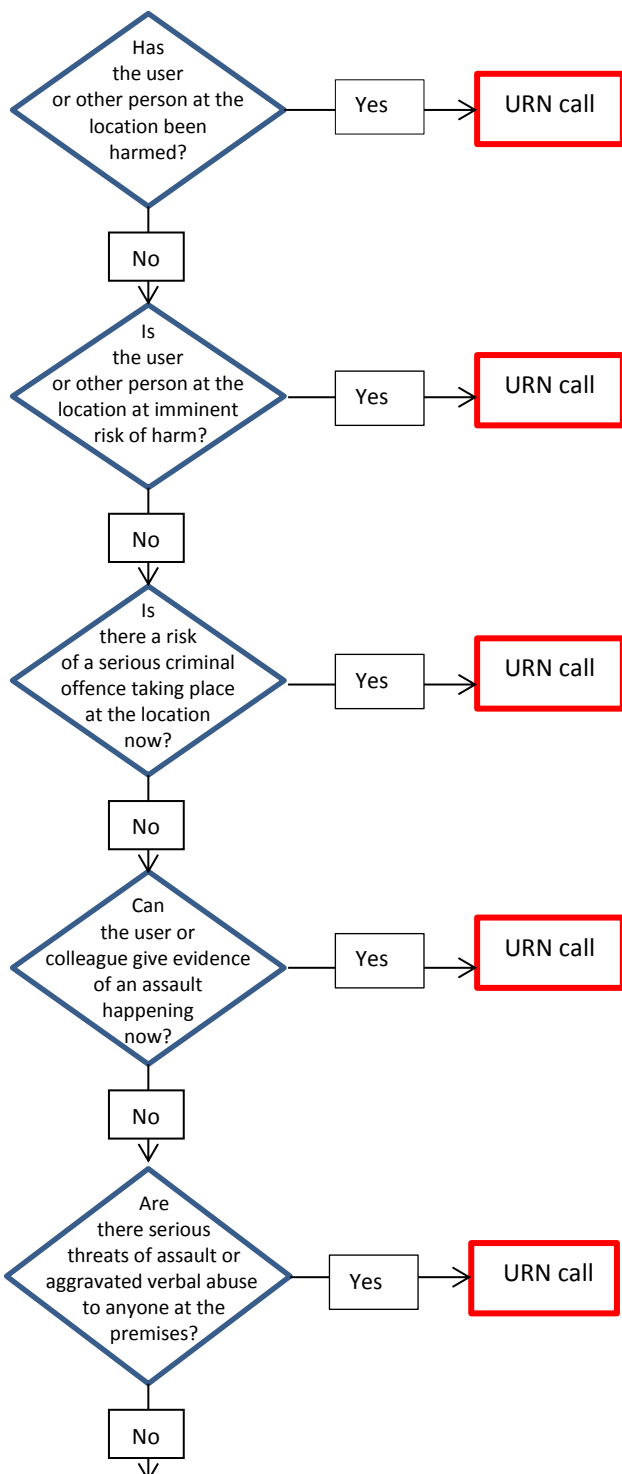 Has
the user
or other person at the
location been
harmed?
Yes
URN call
No
Is
the user
or other person at the
location at imminent
risk of harm?
Yes
URN call
No
Is
there a risk
of a serious criminal
offence taking place
at the location
now?
Yes
URN call
No
Can
the user or
colleague give evidence
of an assault
happening
now?
Yes
URN call
No
Are
there serious
threats of assault or
aggravated verbal abuse
to anyone at the
premises?
Yes
URN call
No